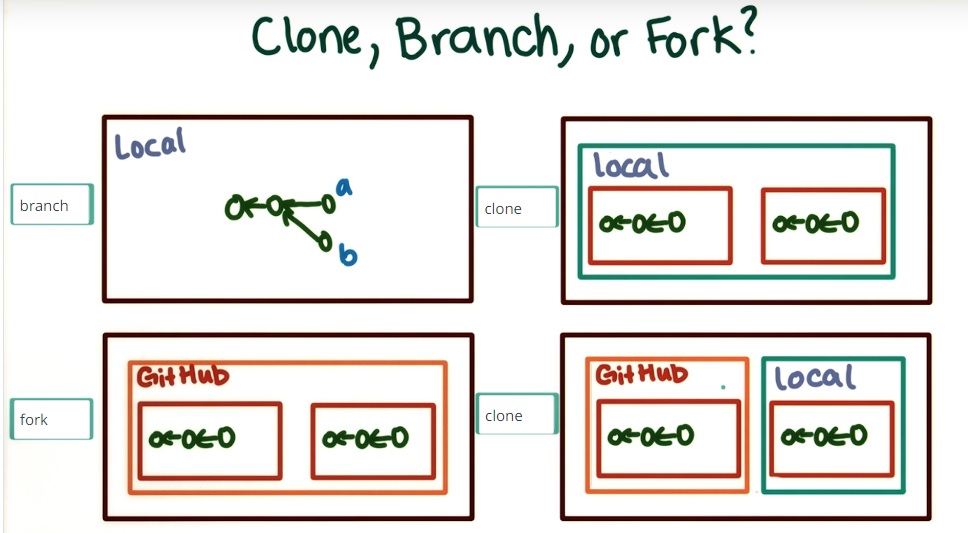 Clone, Branch, or Fork?
branch
Local
a
b
clone
local
fork
GitHub
clone
GitHub
Local